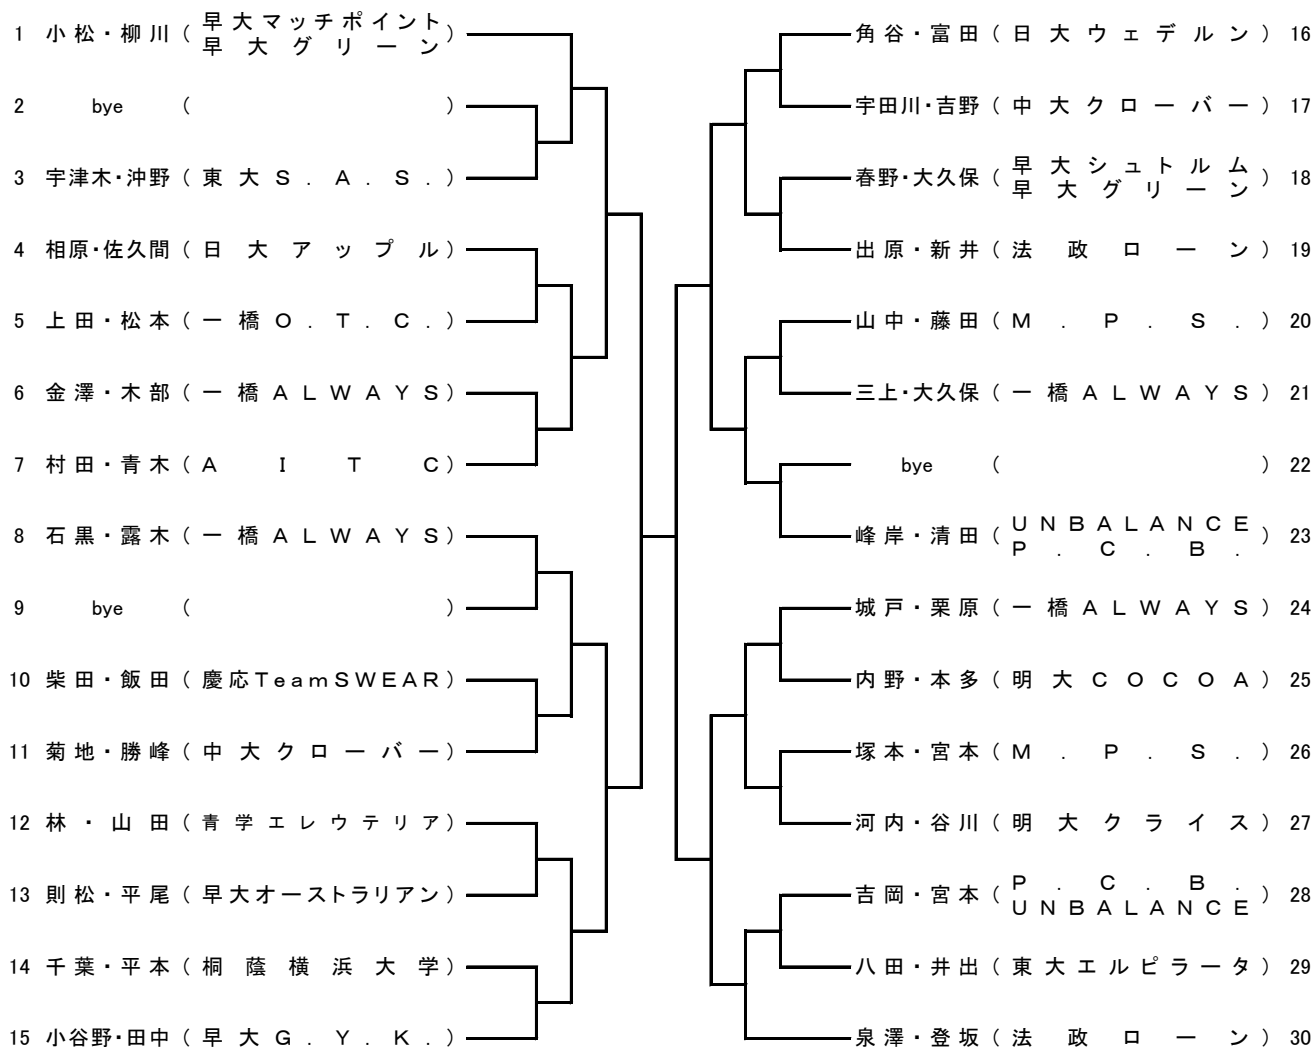 1 小松・柳川 (早大マッチポイント 早大グリーン)
2 bye ( )
3 宇津木・沖野 (東大S.A.S.)
4 相原・佐久間 (日大アップル)
5 上田・松本 (一橋O.T.C.)
6 金澤・木部 (一橋ALWAYS)
7 村田・青木 (AITC)
8 石黒・露木 (一橋ALWAYS)
9 bye ( )
10 柴田・飯田 (慶応TeamSWEAR)
11 菊地・勝峰 (中大クローバー)
12 林・山田 (青学エレウテリア)
13 則松・平尾 (早大オーストラリアン)
14 千葉・平本 (桐蔭横浜大学)
15 小谷野・田中 (早大G.Y.K.)
角谷・富田 (日大ウェデルン) 16
宇田川・吉野 (中大クローバー) 17
春野・大久保 (早大シュトルム 早大グリーン) 18
出原・新井 (法政ローン) 19
山中・藤田 (M.P.S.) 20
三上・大久保 (一橋ALWAYS) 21
bye ( ) 22
峰岸・清田 (UNBALANCE P.C.B.) 23
城戸・栗原 (一橋ALWAYS) 24
内野・本多 (明大COCOA) 25
塚本・宮本 (M.P.S.) 26
河内・谷川 (明大クライス) 27
吉岡・宮本 (P.C.B. UNBALANCE) 28
八田・井出 (東大エルピラータ) 29
泉澤・登坂 (法政ローン) 30